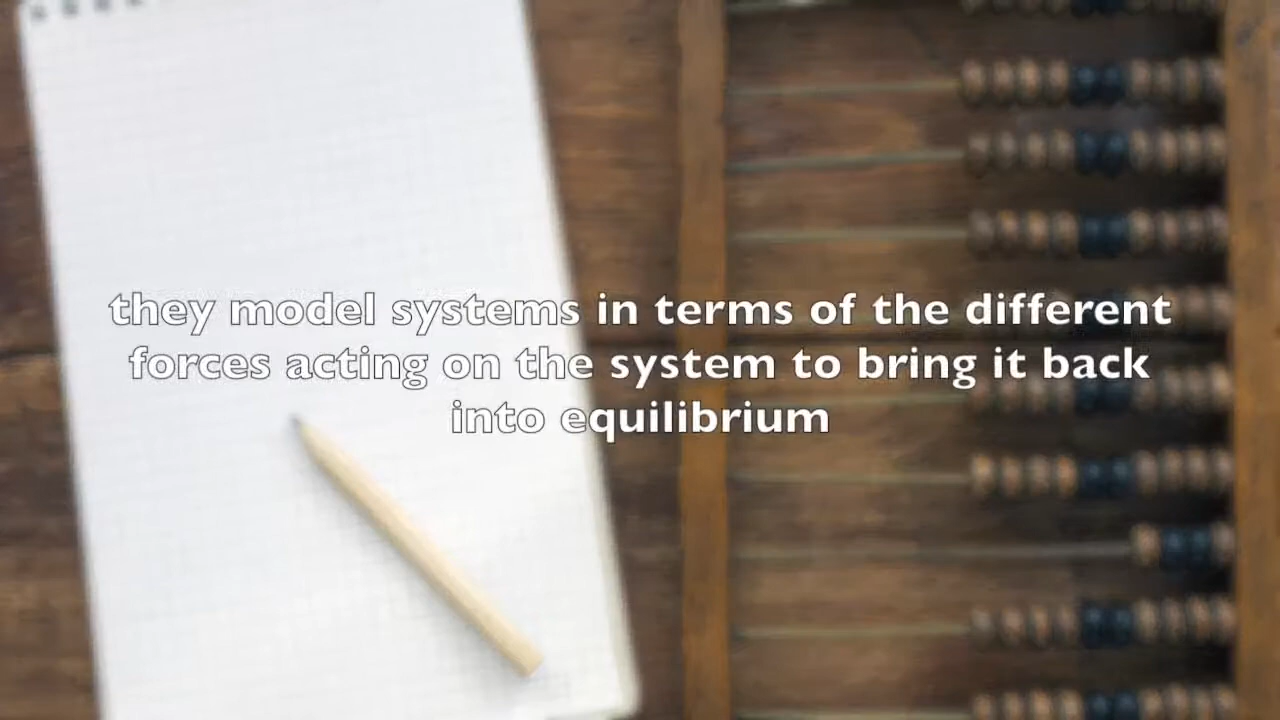 they model systems in terms of the different
forces acting on the system to bring it back
into equilibrium